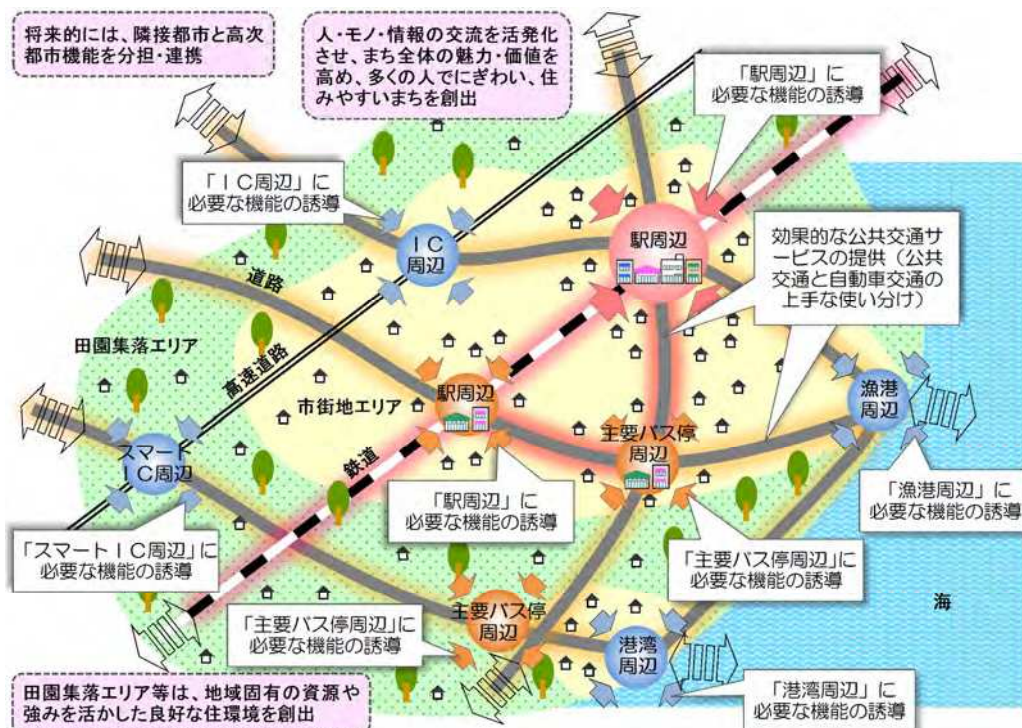 将来的には、隣接都市と高次
都市機能を分担・連携
人・モノ・情報の交流を活発化
させ、まち全体の魅力・価値を
高め、多くの人でにぎわい、住
みやすいまちを創出
「駅周辺」に
必要な機能の誘導
「ＩＣ周辺」に
必要な機能の誘導
ＩＣ
周辺
駅周辺
効果的な公共交通サ
ービスの提供（公共
交通と自動車交通の
上手な使い分け）
道路
田園集落エリア
高速道路
市街地エリア
駅周辺
漁港
周辺
主要バス停
周辺
スマート
ＩＣ周辺
鉄道
「駅周辺」に
必要な機能の誘導
「漁港周辺」に
必要な機能の誘導
「スマートＩＣ周辺」に
必要な機能の誘導
「主要バス停周辺」に
必要な機能の誘導
海
「主要バス停周辺」に
必要な機能の誘導
主要バス停
周辺
港湾
周辺
田園集落エリア等は、地域固有の資源や
強みを活かした良好な住環境を創出
「港湾周辺」に
必要な機能の誘導